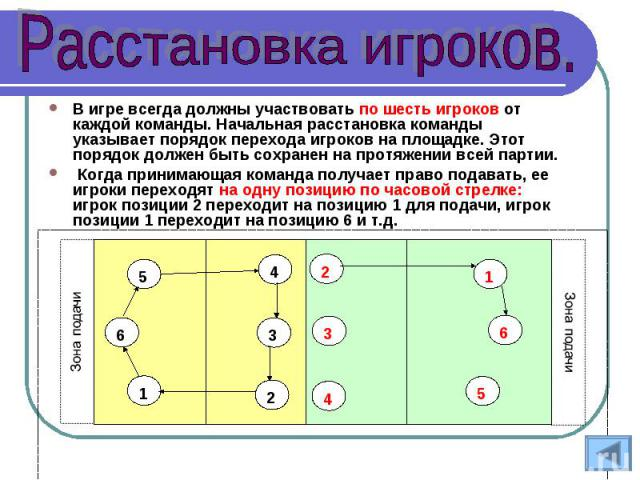 Расстановка игроков.
В игре всегда должны участвовать по шесть игроков от
каждой команды. Начальная расстановка команды
указывает порядок перехода игроков на площадке. Этот
порядок должен быть сохранен на протяжении всей партии.
Когда принимающая команда получает право подавать, ее
игроки переходят на одну позицию по часовой стрелке:
игрок позиции 2 переходит на позицию 1 для подачи, игрок
позиции 1 переходит на позицию 6 и т.д.
Зона подачи
5
4
6
3
1
2
2
1
3
6
4
5
Зона подачи
.ru